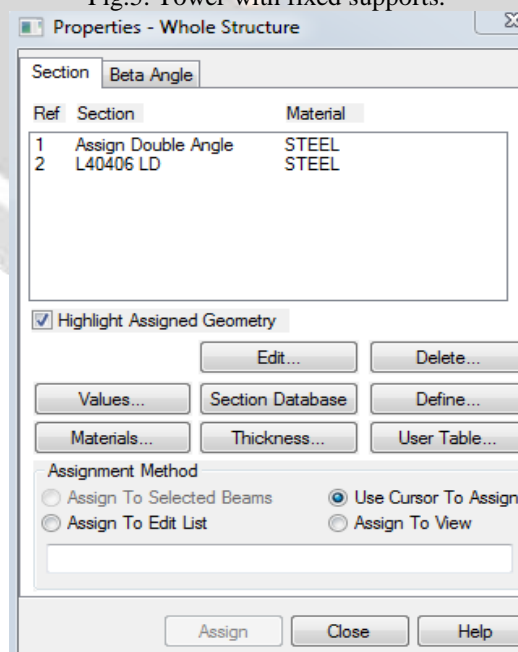 Fig.3. Tower with fixed supports.
Properties - Whole Structure
Section Beta Angle
Ref Section Material
1 Assign Double Angle STEEL
2 L40406 LD STEEL
Highlight Assigned Geometry
Edit... Delete...
Values... Section Database Define...
Materials... Thickness... User Table...
Assignment Method
Assign To Selected Beams Use Cursor To Assign
Assign To Edit List Assign To View
Assign Close Help